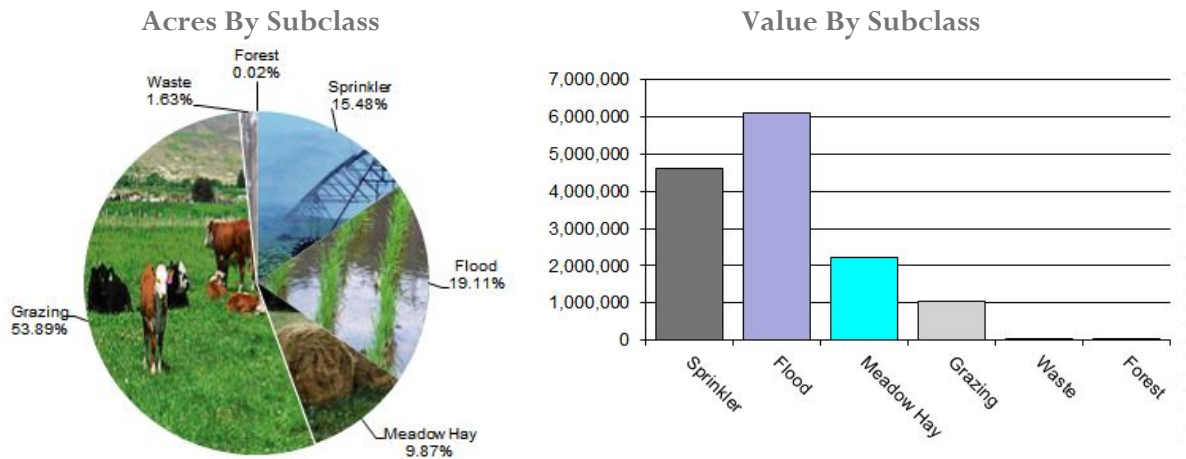 Acres By Subclass
Forest
0.02%
Waste
1.63%
Sprinkler
15.48%
Flood
19.11%
Grazing
53.89%
Meadow Hay
9.87%
Value By Subclass
7,000,000
6,000,000
5,000,000
4,000,000
3,000,000
2,000,000
1,000,000
0
Sprinkler
Flood
Meadow Hay
Grazing
Waste
Forest